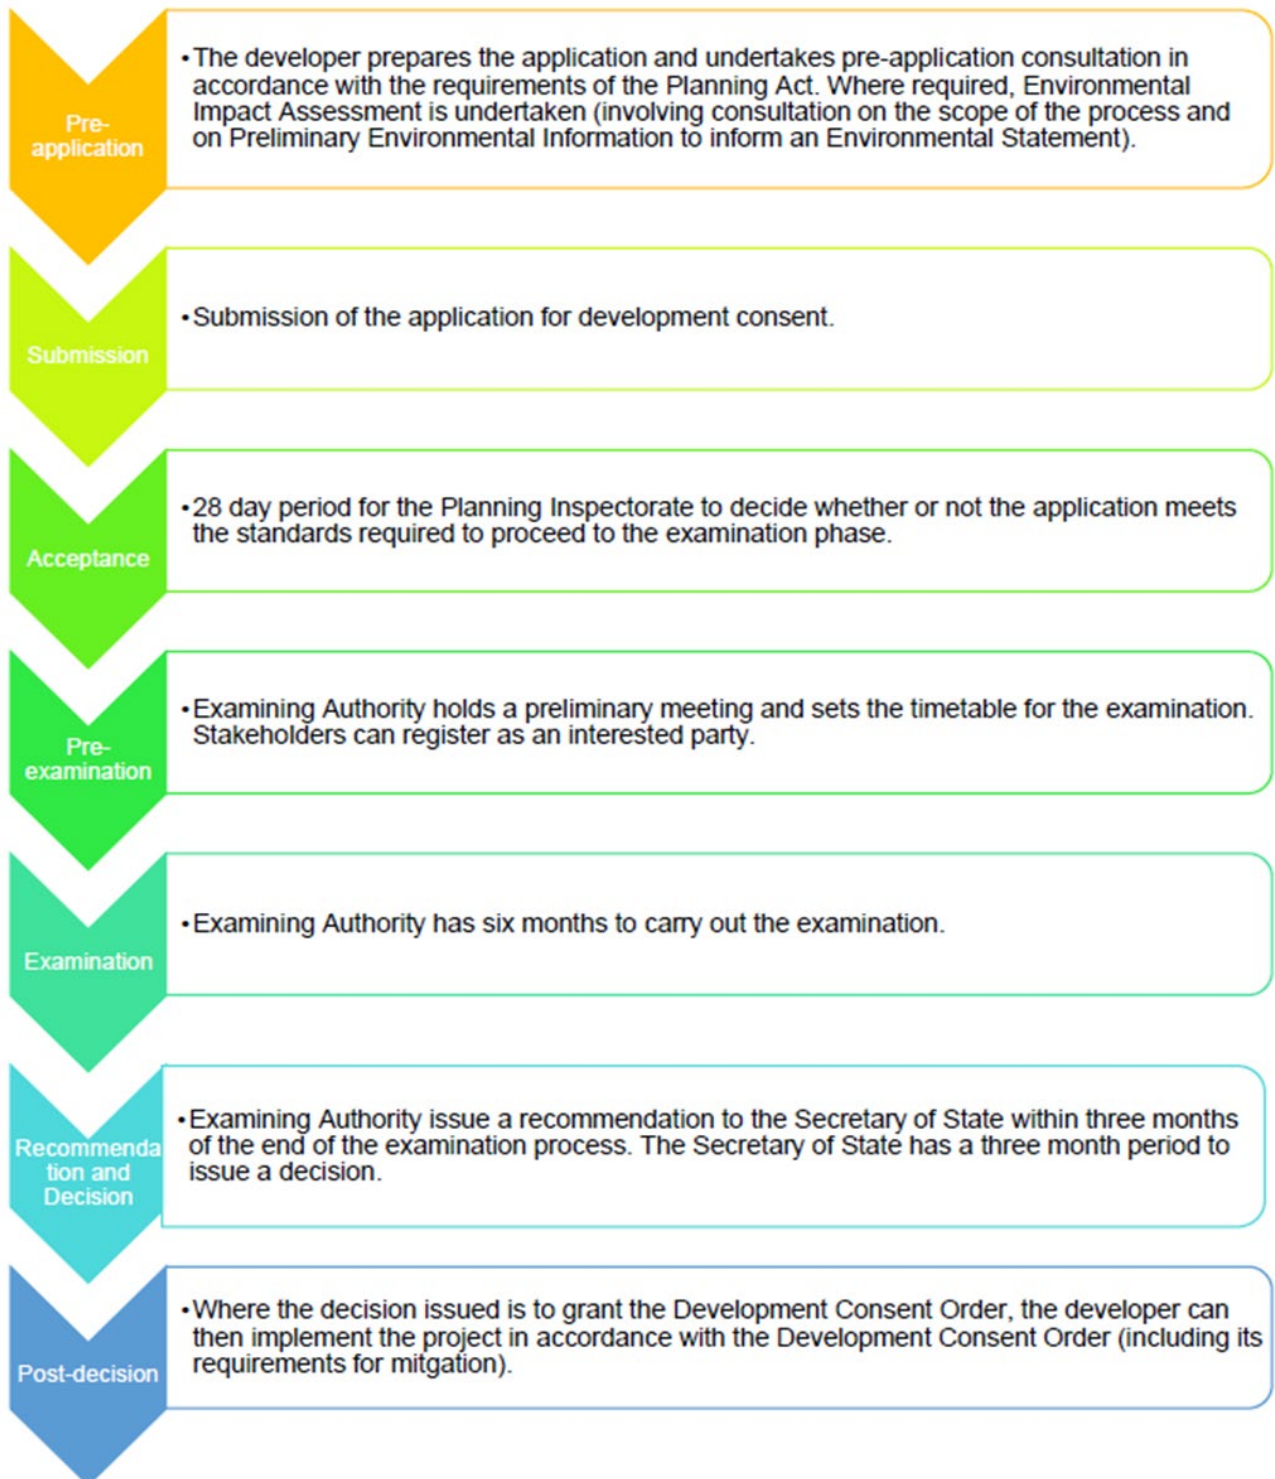 Pre-
application
•The developer prepares the application and undertakes pre-application consultation in
accordance with the requirements of the Planning Act. Where required, Environmental
Impact Assessment is undertaken (involving consultation on the scope of the process and
on Preliminary Environmental Information to inform an Environmental Statement).
Submission
•Submission of the application for development consent.
Acceptance
•28 day period for the Planning Inspectorate to decide whether or not the application meets
the standards required to proceed to the examination phase.
Pre-
examination
•Examining Authority holds a preliminary meeting and sets the timetable for the examination.
Stakeholders can register as an interested party.
Examination
•Examining Authority has six months to carry out the examination.
Recommenda
tion and
Decision
•Examining Authority issue a recommendation to the Secretary of State within three months
of the end of the examination process. The Secretary of State has a three month period to
issue a decision.
Post-decision
•Where the decision issued is to grant the Development Consent Order, the developer can
then implement the project in accordance with the Development Consent Order (including its
requirements for mitgation).